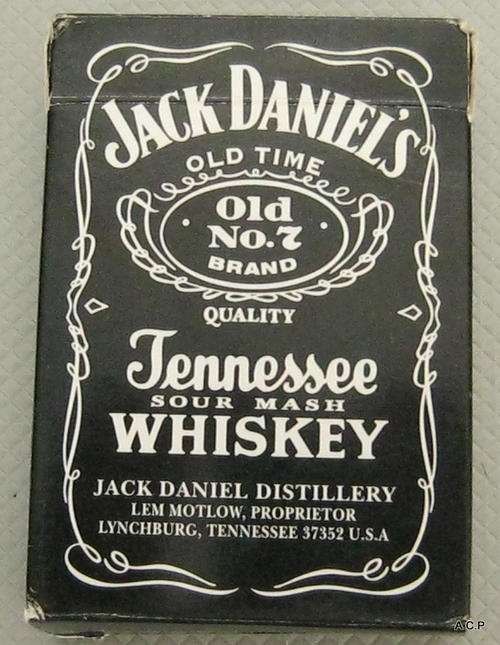 JACK DANIEL'S
OLD TIME
Old
No.7
BRAND
QUALITY
Tennessee
SOUR MASH
WHISKEY
JACK DANIEL DISTILLERY
LEM MOTLOW, PROPRIETOR
LYNCHBURG, TENNESSEE 37352 U.S.A
A.C.P